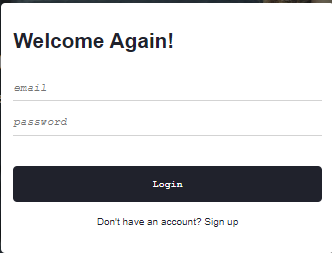 Welcome Again!
email
password
Login
Don't have an account? Sign up